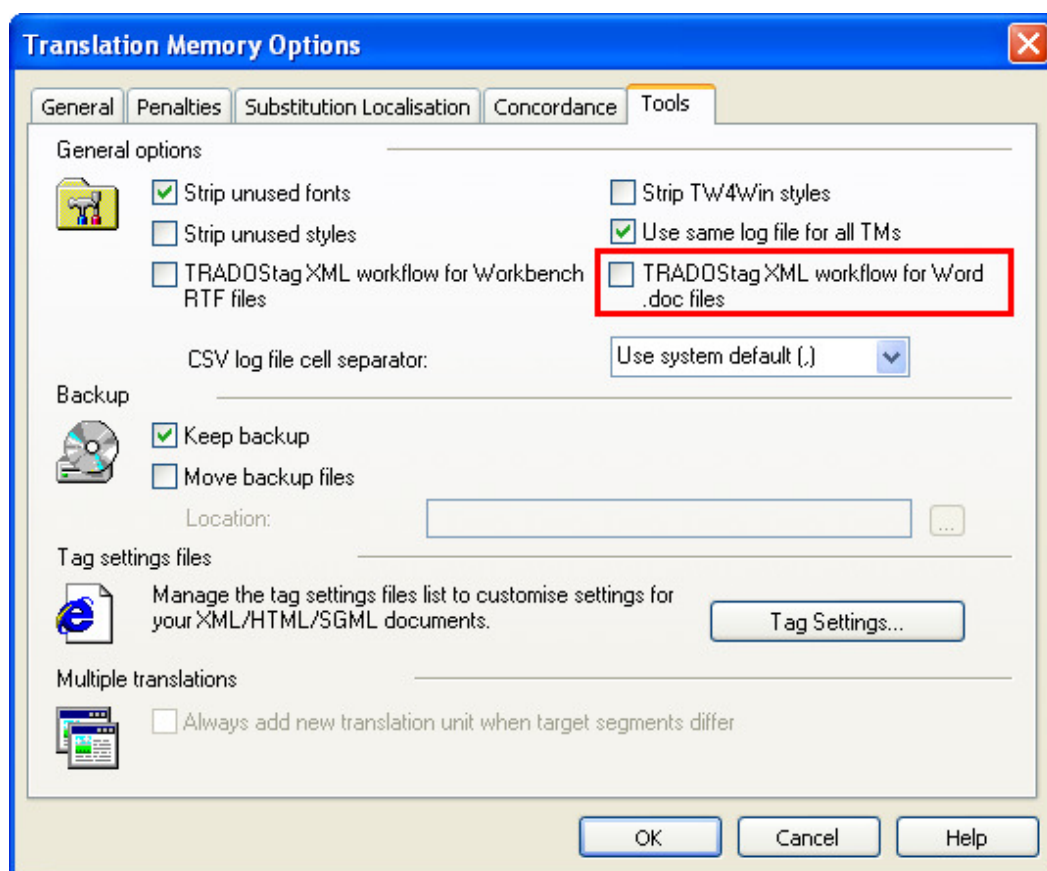 Translation Memory Options
General
Penalties
Substitution Localisation
Concordance
Tools
General options
Strip unused fonts
Strip TW4Win styles
Strip unused styles
Use same log file for all TMs
TRADOStag XML workflow for Workbench
RTF files
TRADOStag XML workflow for Word
.doc files
CSV log file cell separator:
Use system default (,)
Backup
Keep backup
Move backup files
Location:
...
Tag settings files
Manage the tag settings files list to customise settings for
your XML/HTML/SGML documents.
Tag Settings...
Multiple translations
Always add new translation unit when target segments differ
OK
Cancel
Help